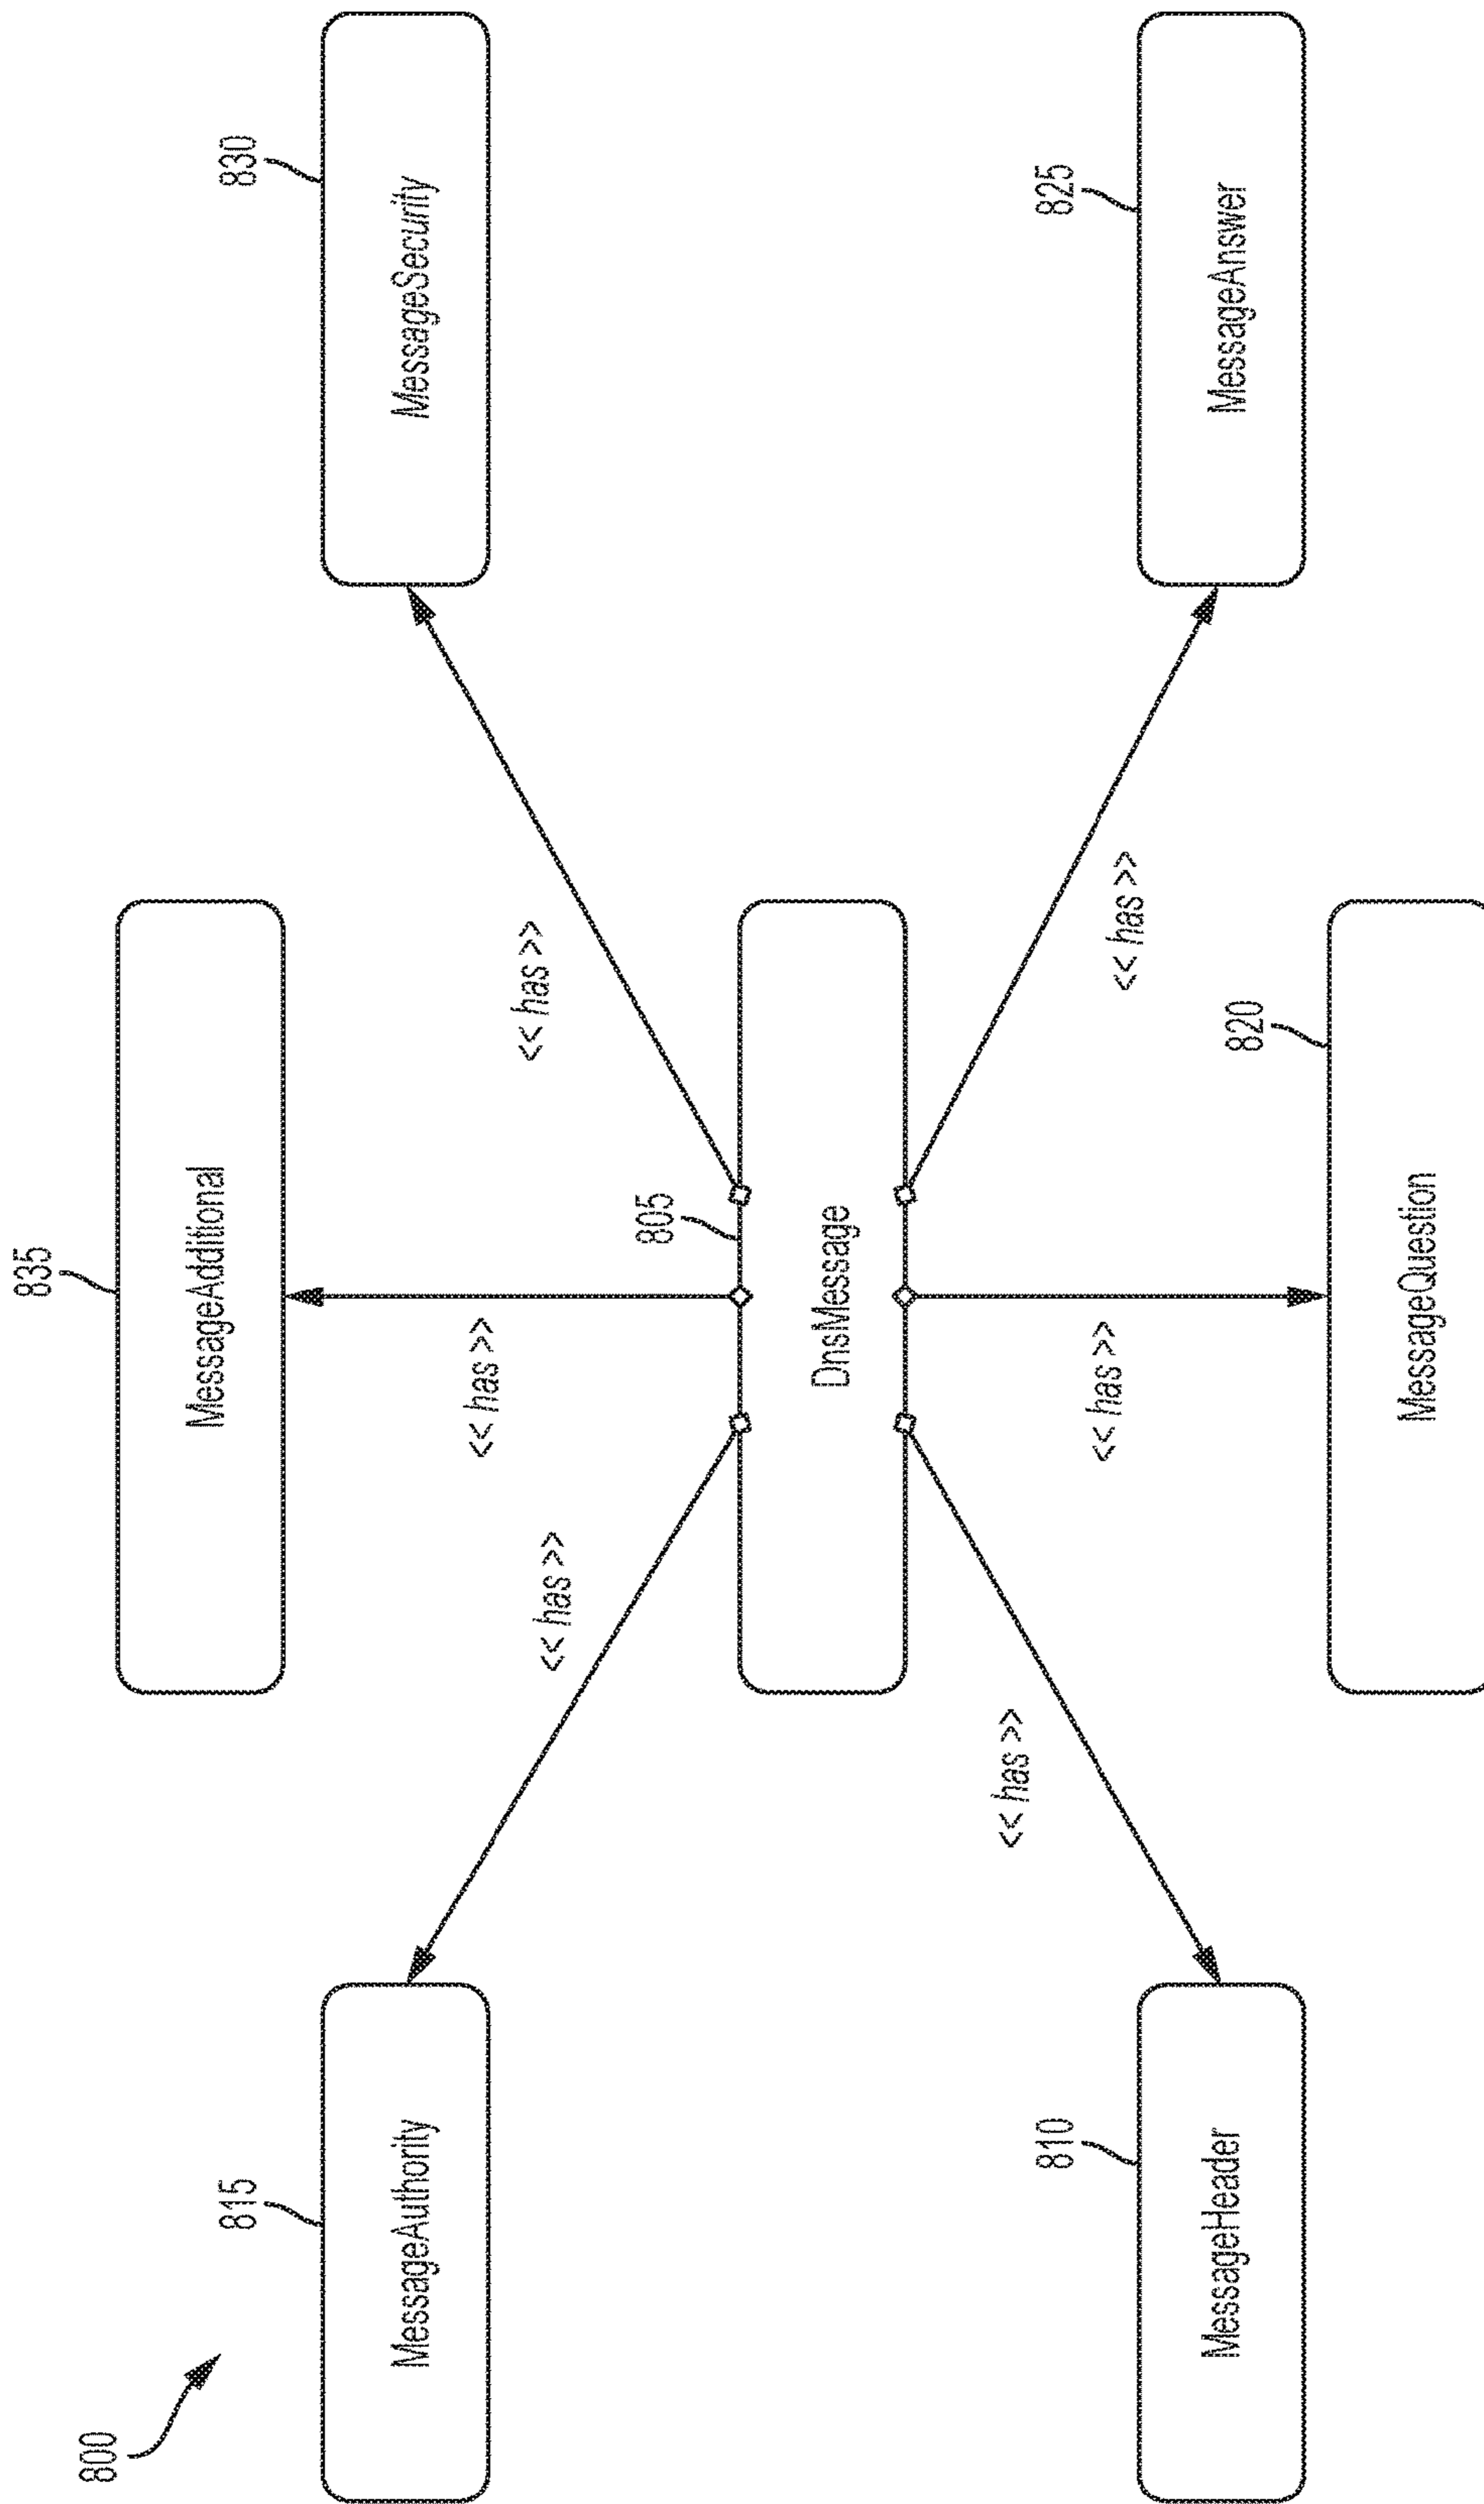 800
835
MessageAdditional
815
MessageAuthority
830
MessageSecurity
<< has >>
<< has >>
<< has >>
805
DnsMessage
<< has >>
<< has >>
<< has >>
810
MessageHeader
825
MessageAnswer
820
MessageQuestion